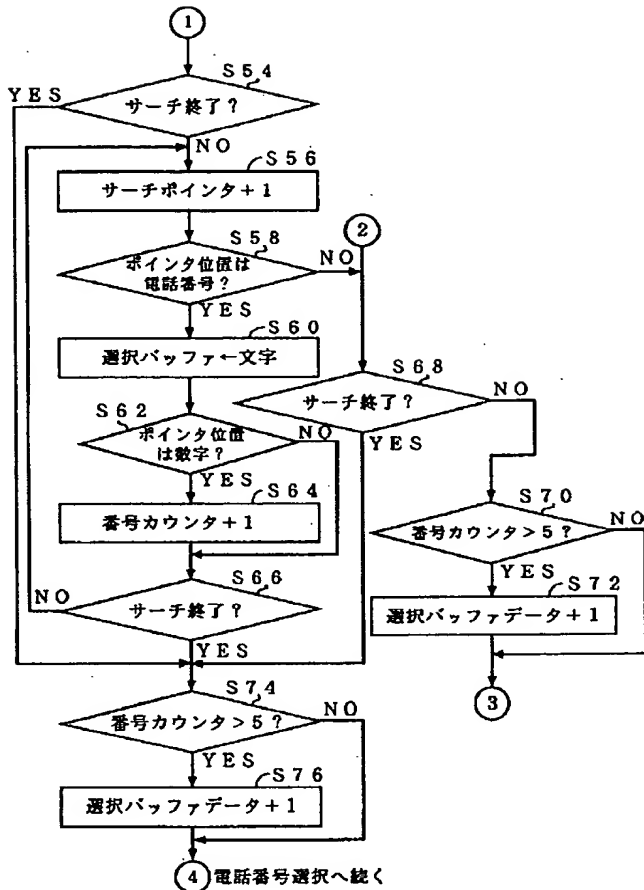 1
S54
YES
サーチ終了?
NO
S56
サーチポインタ+1
S58
2
ポインタ位置は
電話番号?
NO
YES
S60
選択バッファ←文字
S68
サーチ終了?
NO
YES
S62
ポインタ位置
は数字?
NO
YES
S64
番号カウンタ+1
S70
番号カウンタ>5?
NO
YES
S66
NO
サーチ終了?
YES
S72
選択バッファデータ+1
3
S74
番号カウンタ>5?
NO
YES
S76
選択バッファデータ+1
4 電話番号選択へ続く